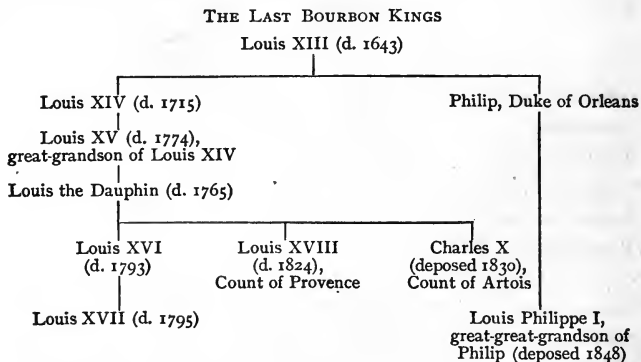 THE LAST BOURBON KINGS
Louis XIII (d. 1643)
Louis XIV (d. 1715)
Philip, Duke of Orleans
Louis XV (d. 1774),
great-grandson of Louis XIV
Louis the Dauphin (d. 1765)
Louis XVI
(d. 1793)
Louis XVIII
(d. 1824),
Count of Provence
Charles X
(deposed 1830),
Count of Artois
Louis XVII (d. 1795)
Louis Philippe I,
great-great-grandson of
Philip (deposed 1848)